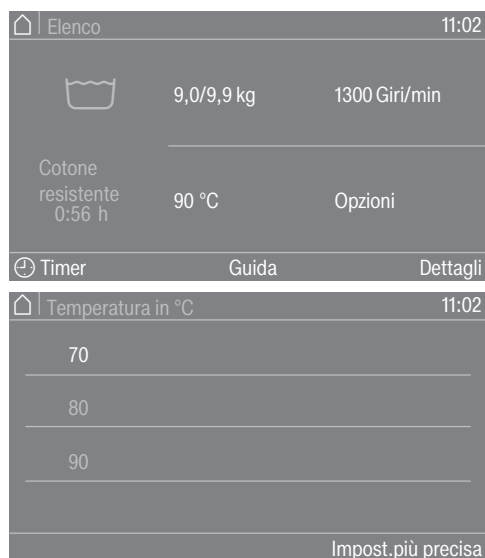 Elenco 11:02
9,0/9,9 kg 1300 Giri/min
Cotone
resistente
0:56 h
90 °C Opzioni
Timer Guida Dettagli
Temperatura in °C 11:02
70
80
90
Impost.più precisa